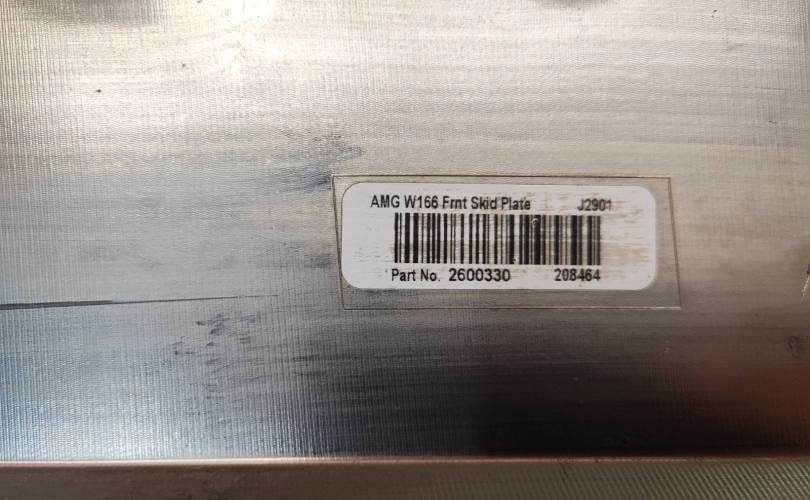 AMG W166 Frnt Skid Plate J2901
Part No. 2600330 208464